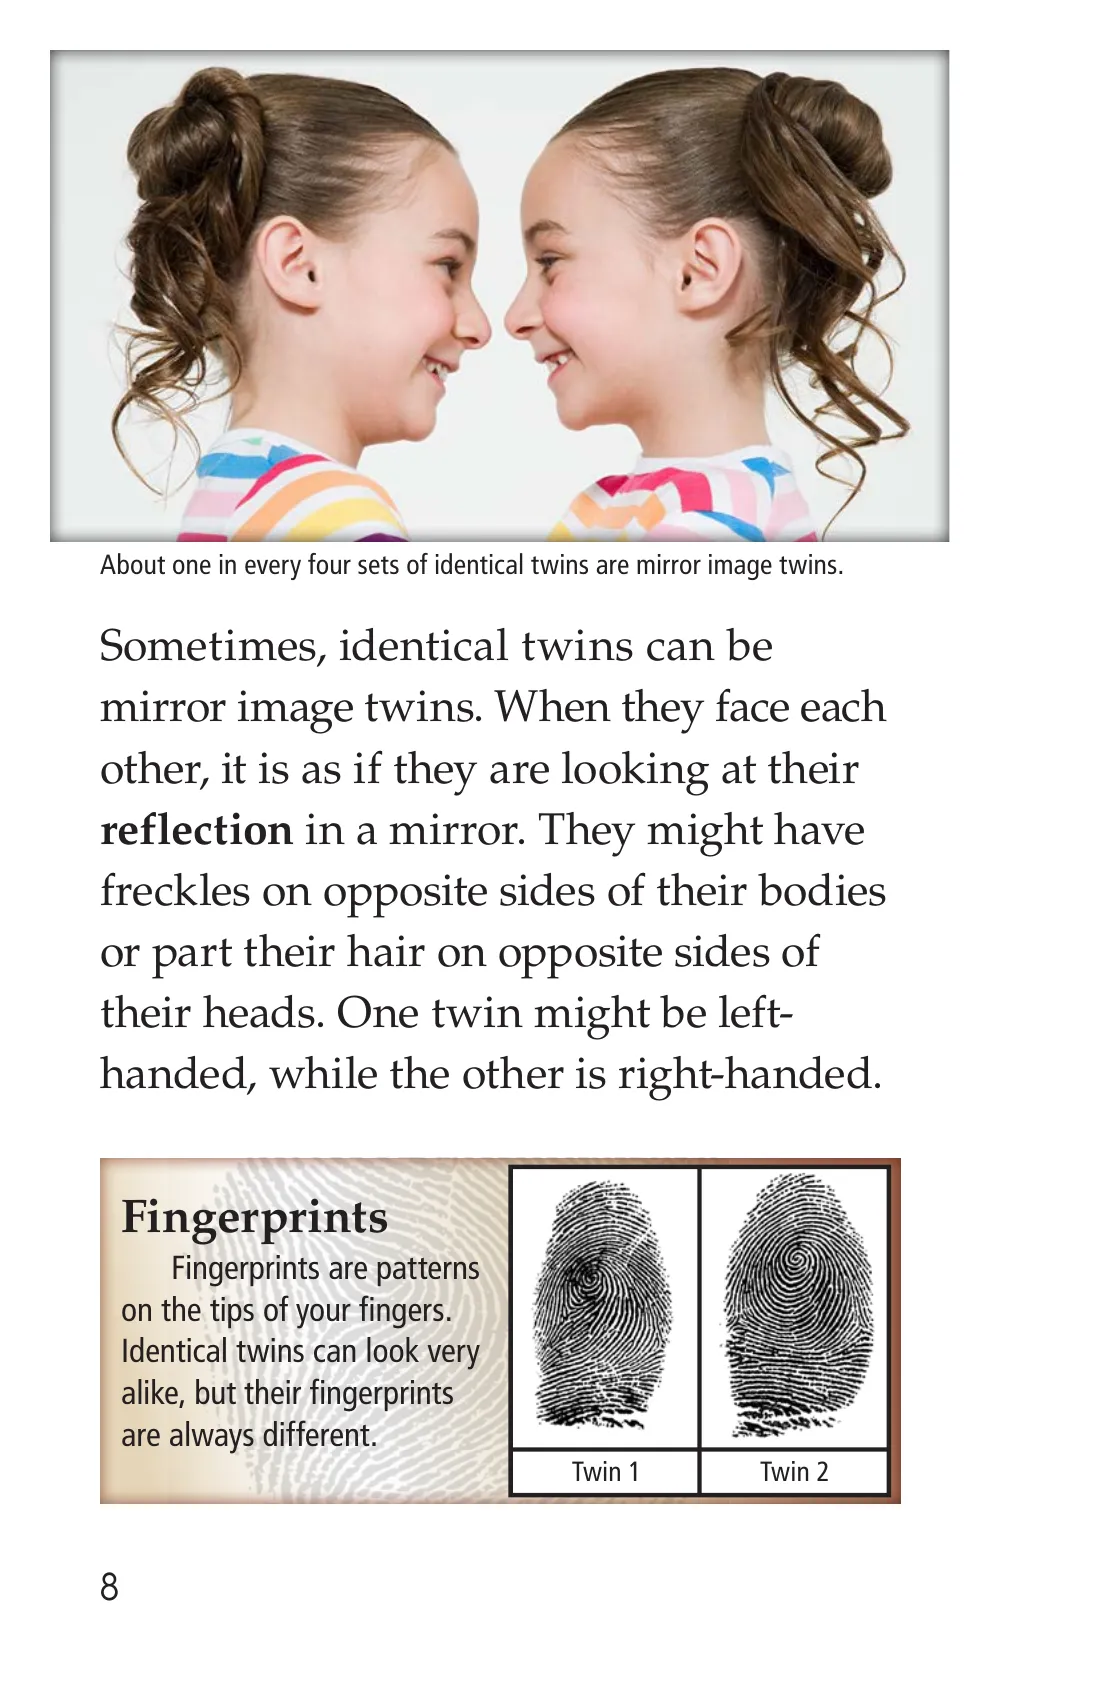 About one in every four sets of identical twins are mirror image twins.
Sometimes, identical twins can be
mirror image twins. When they face each
other, it is as if they are looking at their
reflection in a mirror. They might have
freckles on opposite sides of their bodies
or part their hair on opposite sides of
their heads. One twin might be left-
handed, while the other is right-handed.
Fingerprints
Fingerprints are patterns
on the tips of your fingers.
Identical twins can look very
alike, but their fingerprints
are always different.
Twin 1
Twin 2
8